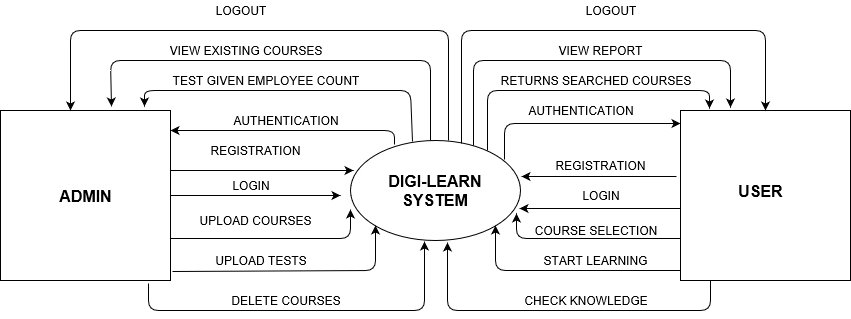 LOGOUT
LOGOUT
VIEW EXISTING COURSES
VIEW REPORT
TEST GIVEN EMPLOYEE COUNT
RETURNS SEARCHED COURSES
AUTHENTICATION
AUTHENTICATION
REGISTRATION
REGISTRATION
ADMIN
LOGIN
DIGI-LEARN
SYSTEM
LOGIN
USER
UPLOAD COURSES
COURSE SELECTION
UPLOAD TESTS
START LEARNING
DELETE COURSES
CHECK KNOWLEDGE